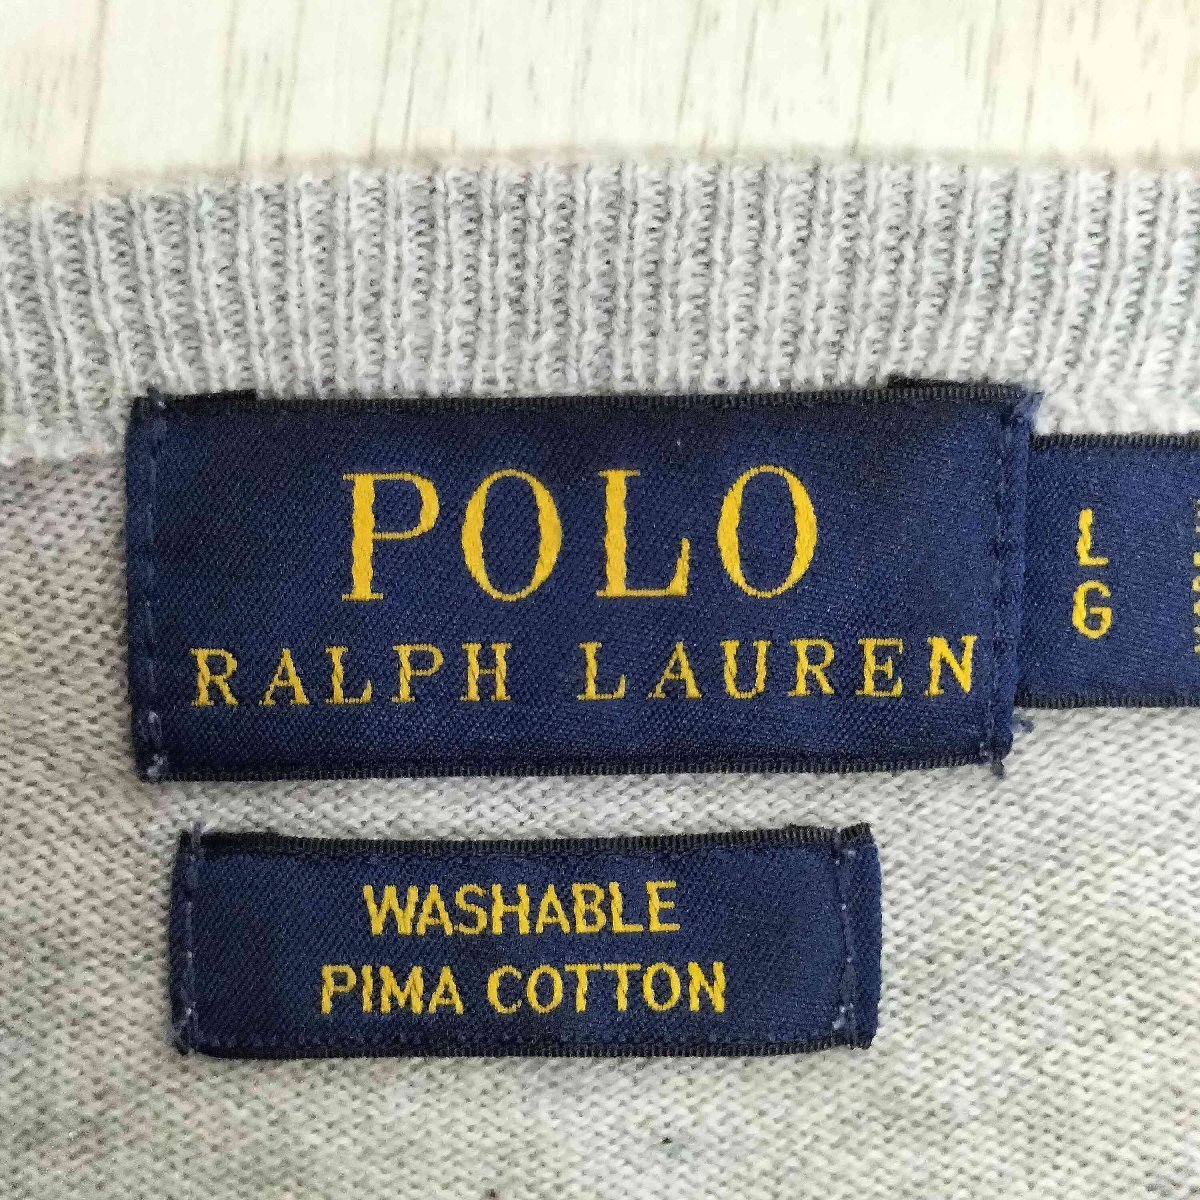 POLO
RALPH LAUREN
L
G
WASHABLE
PIMA COTTON